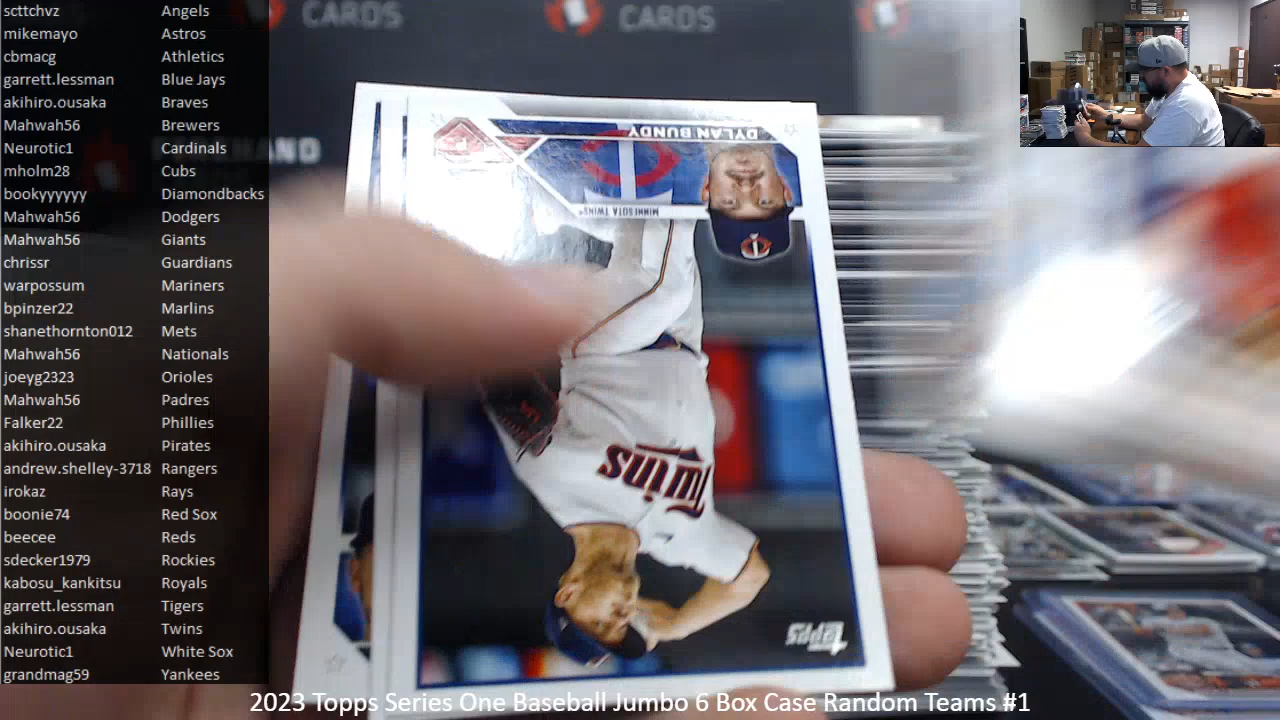 scttchvz Angels
mikemayo Astros
cbmacg Athletics
garrett.lessman Blue Jays
akihiro.ousaka Braves
Mahwah56 Brewers
Neurotic1 Cardinals
mholm28 Cubs
bookyyyyyy Diamondbacks
Mahwah56 Dodgers
Mahwah56 Giants
chrissr Guardians
warpossum Mariners
bpinzer22 Marlins
shanethornton012 Mets
Mahwah56 Nationals
joeyg2323 Orioles
Mahwah56 Padres
Falker22 Phillies
akihiro.ousaka Pirates
andrew.shelley-3718 Rangers
irokaz Rays
boonie74 Red Sox
beecee Reds
sdecker1979 Rockies
kabosu_kankitsu Royals
garrett.lessman Tigers
akihiro.ousaka Twins
Neurotic1 White Sox
grandmag59 Yankees
CARDS
CARDS
DYLAN BUNDY
MINNESOTA TWINS
Twins
Topps
2023 Topps Series One Baseball Jumbo 6 Box Case Random Teams #1